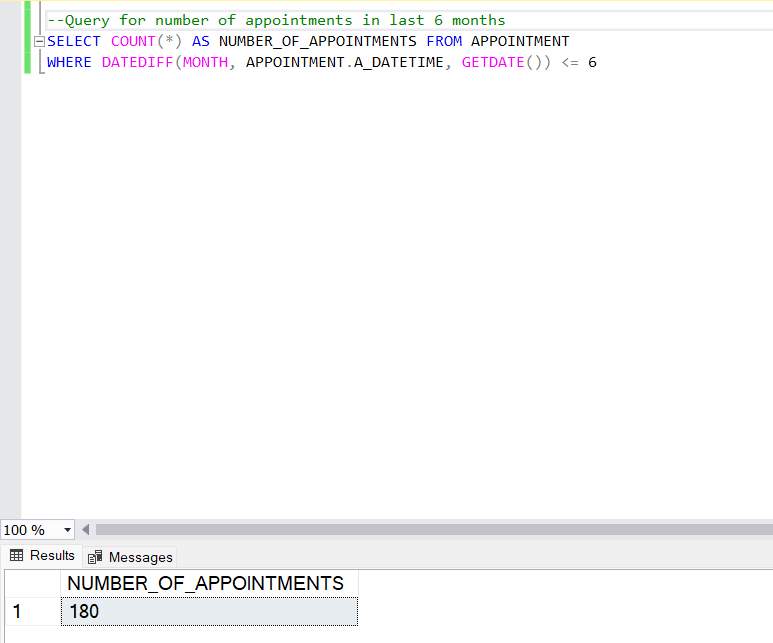 --Query for number of appointments in last 6 months
SELECT COUNT(*) AS NUMBER_OF_APPOINTMENTS FROM APPOINTMENT
WHERE DATEDIFF(MONTH, APPOINTMENT.A_DATETIME, GETDATE()) <= 6
100 %
Results Messages
NUMBER_OF_APPOINTMENTS
1 180